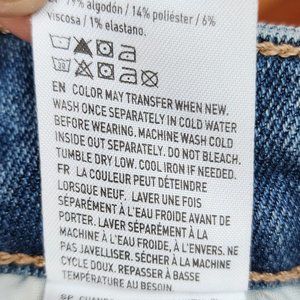 79% algodón / 14% poliéster / 6%
viscosa / 1% elastano.
30
EN COLOR MAY TRANSFER WHEN NEW.
WASH ONCE SEPARATELY IN COLD WATER
BEFORE WEARING. MACHINE WASH COLD
INSIDE OUT SEPARATELY. DO NOT BLEACH.
TUMBLE DRY LOW. COOL IRON IF NEEDED.
FR LA COULEUR PEUT DÉTEINDRE
LORSQUE NEUF. LAVER UNE FOIS
SÉPARÉMENT À L'EAU FROIDE AVANT DE
PORTER. LAVER SÉPARÉMENT À LA
MACHINE À L'EAU FROIDE, À L'ENVERS. NE
PAS JAVELLISER. SÉCHER À LA MACHINE
CYCLE DOUX. REPASSER À BASSE
TEMPÉRATURE AU BESOIN.